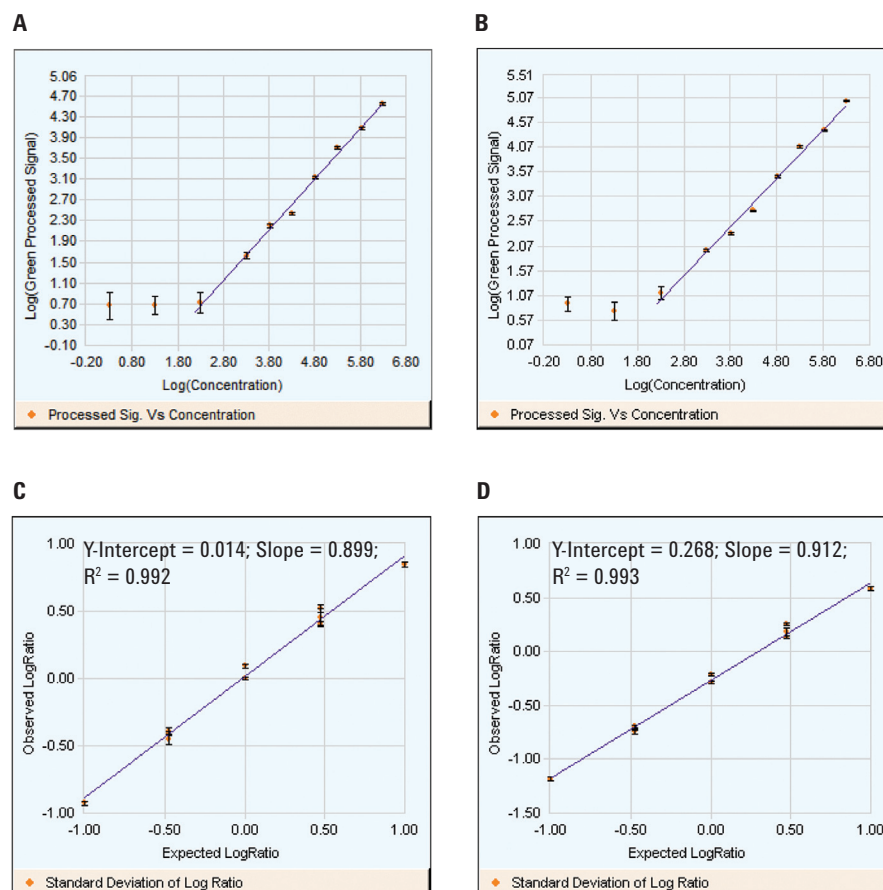 A
Log(Green Processed Signal)
5.06
4.70
4.30
3.90
3.50
3.10
2.70
2.30
1.90
1.50
1.10
0.70
0.30
-0.10
-0.20 0.80 1.80 2.80 3.80 4.80 5.80 6.80
Log(Concentration)
Processed Sig. Vs Concentration
B
Log(Green Processed Signal)
5.51
5.07
4.57
4.07
3.57
3.07
2.57
2.07
1.57
1.07
0.57
0.07
-0.20 0.80 1.80 2.80 3.80 4.80 5.80 6.80
Log(Concentration)
Processed Sig. Vs Concentration
C
Y-Intercept = 0.014; Slope = 0.899;
R² = 0.992
Observed LogRatio
1.00
0.50
0.00
-0.50
-1.00
-1.00 -0.50 0.00 0.50 1.00
Expected LogRatio
Standard Deviation of Log Ratio
D
Y-Intercept = 0.268; Slope = 0.912;
R² = 0.993
Observed LogRatio
1.00
0.50
0.00
-0.50
-1.00
-1.50
-1.00 -0.50 0.00 0.50 1.00
Expected LogRatio
Standard Deviation of Log Ratio